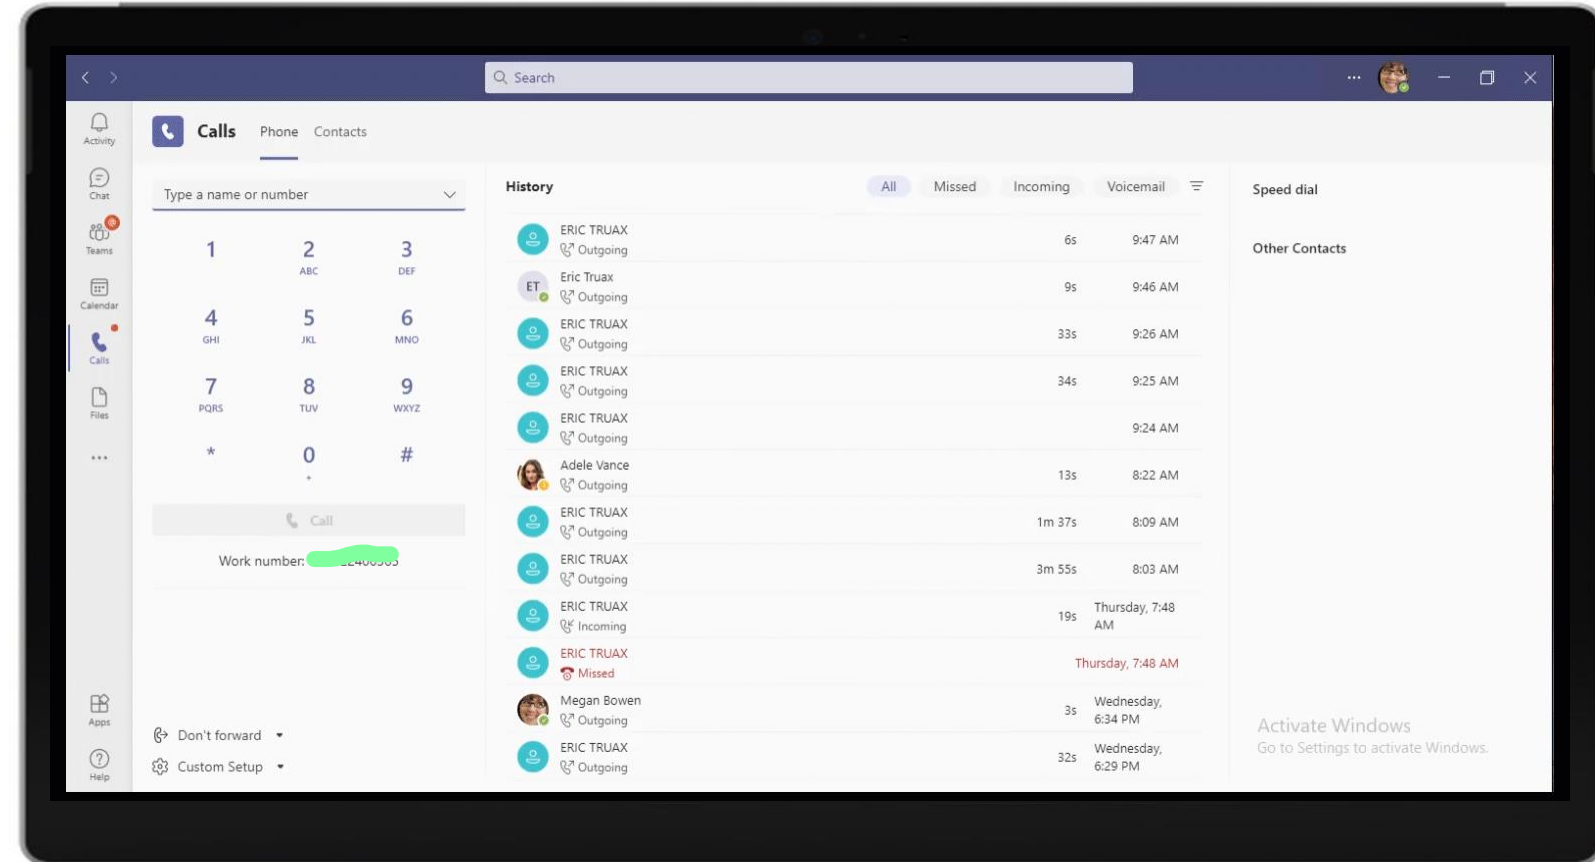 Search
Activity
Chat
Teams
Calendar
Calls
Files
Apps
Help
Calls Phone Contacts
Type a name or number
1 2 3
ABC DEF
4 5 6
GHI JKL MNO
7 8 9
PQRS TUV WXYZ
* 0 #
+
Call
Work number:
Don't forward
Custom Setup
History All Missed Incoming Voicemail
ERIC TRUAX
Outgoing 6s 9:47 AM
ET Eric Truax
Outgoing 9s 9:46 AM
ERIC TRUAX
Outgoing 33s 9:26 AM
ERIC TRUAX
Outgoing 34s 9:25 AM
ERIC TRUAX
Outgoing 9:24 AM
Adele Vance
Outgoing 13s 8:22 AM
ERIC TRUAX
Outgoing 1m 37s 8:09 AM
ERIC TRUAX
Outgoing 3m 55s 8:03 AM
ERIC TRUAX
Incoming 19s Thursday, 7:48
AM
ERIC TRUAX
Missed Thursday, 7:48 AM
Megan Bowen
Outgoing 3s Wednesday,
6:34 PM
ERIC TRUAX
Outgoing 32s Wednesday,
6:29 PM
Speed dial
Other Contacts
Activate Windows
Go to Settings to activate Windows.